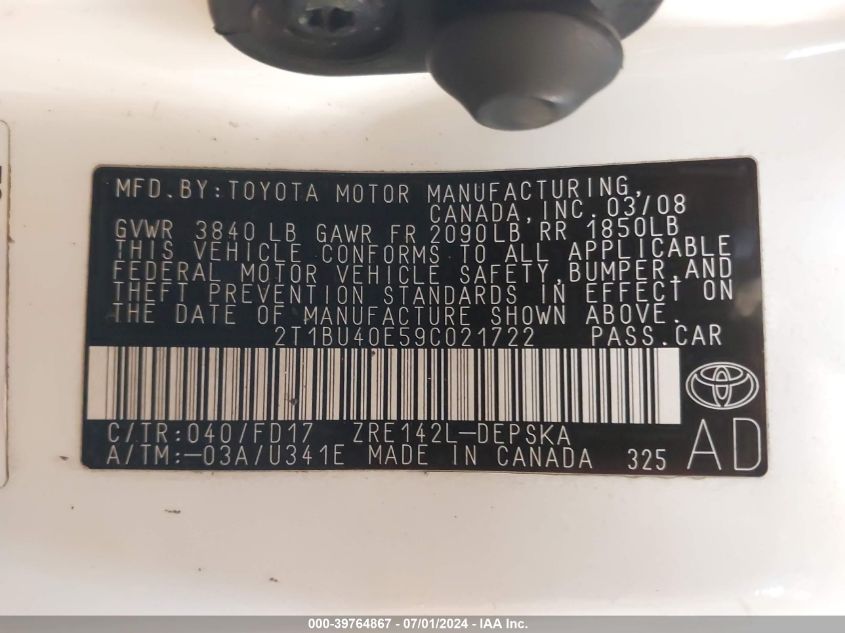 MFD.BY:TOYOTA MOTOR MANUFACTURING,
CANADA,INC.03/08
GVWR 3840LB GAWR FR 2090LB RR 1850LB
THIS VEHICLE CONFORMS TO ALL APPLICABLE
FEDERAL MOTOR VEHICLE SAFETY,BUMPER,AND
THEFT PREVENTION STANDARDS IN EFFECT ON
THE DATE OF MANUFACTURE SHOWN ABOVE.
2T1BU40E59C021722 PASS.CAR
C/TR:040/FD17 ZRE142L-DEPSKA
A/TM:-03A/U341E MADE IN CANADA 325 AD
000-39764867 - 07/01/2024 - IAA Inc.